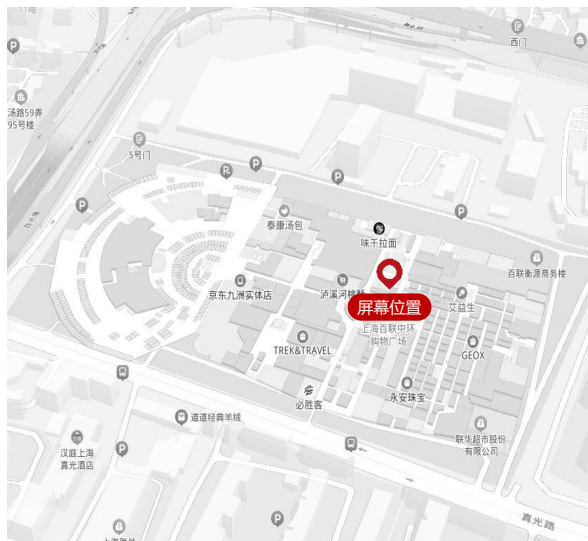 11幢
西门
汤路59弄
95号楼
5号门
P
P
P
P
P
泰康汤包
味千拉面
百联衡源商务楼
京东九洲实体店
泸溪河桃酥
艾益生
屏幕位置
上海百联中环
购物广场
TREK&TRAVEL
GEOX
必胜客
永安珠宝
道道经典羊绒
联华超市股份
有限公司
汉庭上海
真光酒店
P
P
P
真光路